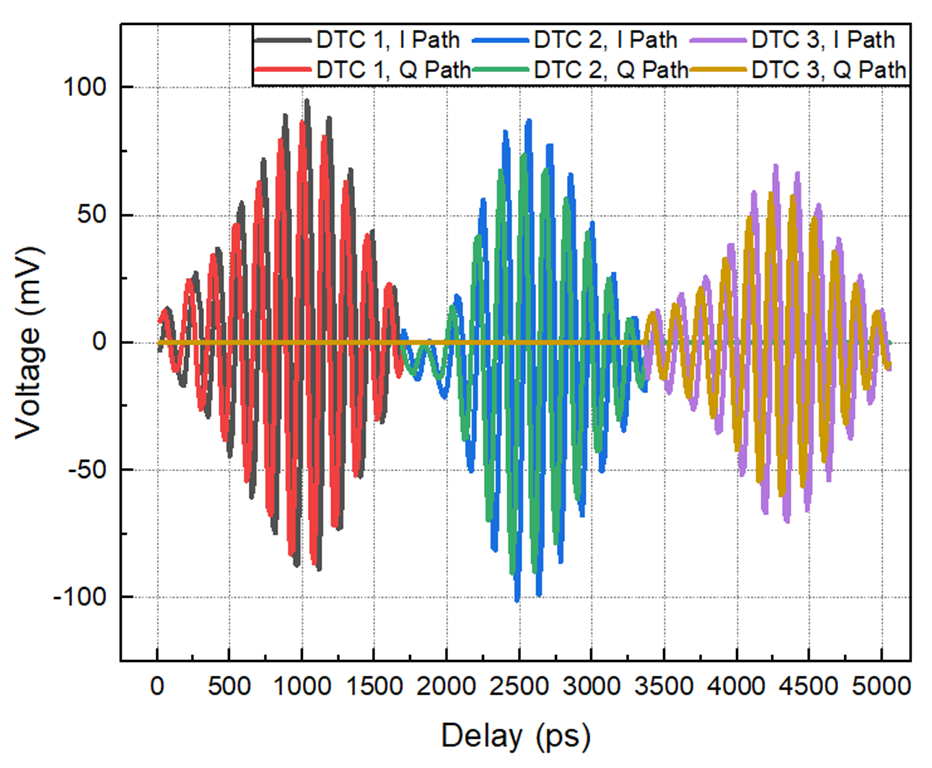 DTC 1, I Path DTC 2, I Path DTC 3, I Path
DTC 1, Q Path DTC 2, Q Path DTC 3, Q Path
100
50
0
-50
-100
Voltage (mV)
0 500 1000 1500 2000 2500 3000 3500 4000 4500 5000
Delay (ps)